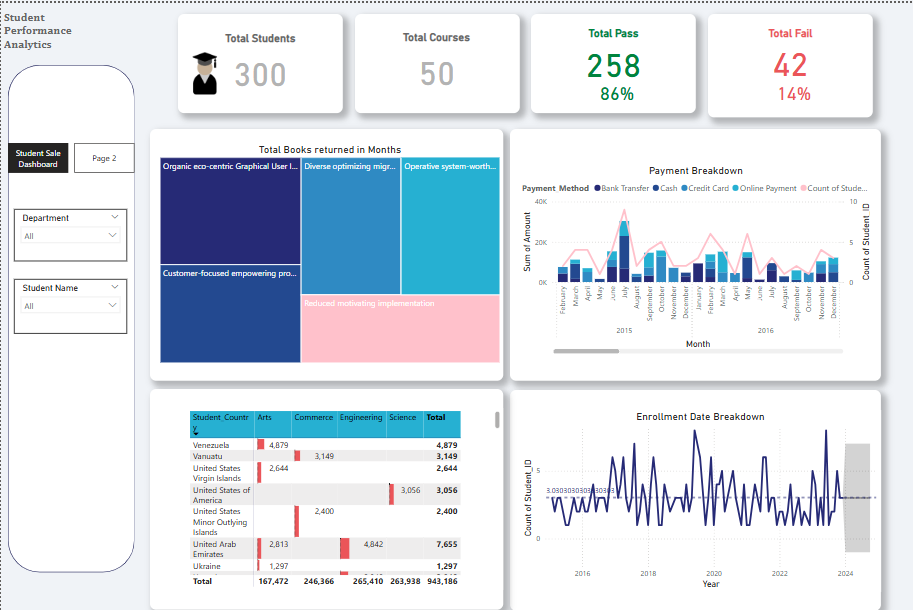 Student
Performance
Analytics
Total Students
300
Total Courses
50
Total Pass
258
86%
Total Fail
42
14%
Student Sale
Dashboard
Page 2
Department
All
Student Name
All
Total Books returned in Months
Organic eco-centric Graphical User I...
Diverse optimizing migr...
Operative system-worth...
Customer-focused empowering pro...
Reduced motivating implementation
Payment Breakdown
Payment Method Bank Transfer Cash Credit Card Online Payment Count of Stude...
Sum of Amount
40K
20K
0K
10
5
0
Count of Student_ID
February
March
April
May
June
July
August
September
October
November
December
January
February
March
April
May
June
July
August
September
October
November
December
2015
2016
Month
Student_Countr
y
Arts
Commerce
Engineering
Science
Total
Venezuela 4,879 4,879
Vanuatu 3,149 3,149
United States
Virgin Islands
2,644 2,644
United States of
America
3,056 3,056
United States
Minor Outlying
Islands
2,400 2,400
United Arab
Emirates
2,813 4,842 7,655
Ukraine 1,297 1,297
Total 167,472 246,366 265,410 263,938 943,186
Enrollment Date Breakdown
Count of Student_ID
5
0
2016
2018
2020
2022
2024
Year